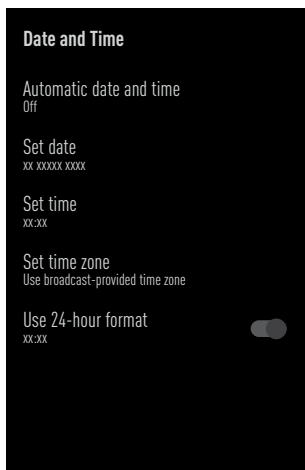 Date and Time
Automatic date and time
Off
Set date
xx xxxxx xxxx
Set time
xx:xx
Set time zone
Use broadcast-provided time zone
Use 24-hour format
xx:xx